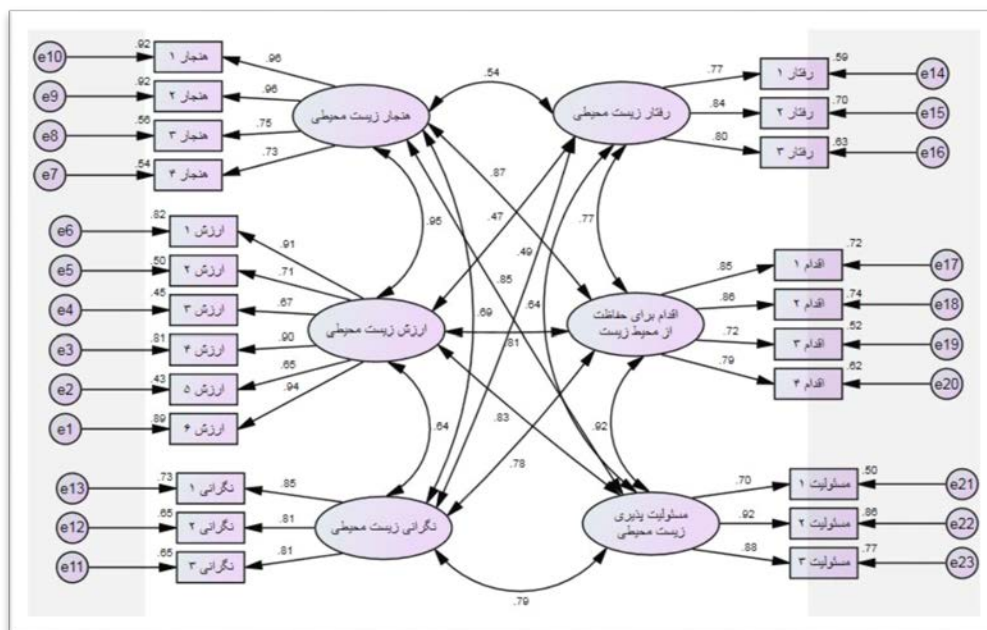 e10
.92
هنجار ۱
.96
e9
.92
هنجار ۲
.96
e8
.56
هنجار ۳
.75
e7
.54
هنجار ۴
.73
هنجار زیست محیطی
.54
رفتار زیست محیطی
.77
رفتار ۱
.59
e14
.84
رفتار ۲
.70
e15
.80
رفتار ۳
.63
e16
.95
.87
.47
.77
.49
.85
.64
.69
.81
e6
.82
ارزش ۱
.91
e5
.50
ارزش ۲
.71
e4
.45
ارزش ۳
.67
e3
.81
ارزش ۴
.90
e2
.43
ارزش ۵
.65
e1
.89
ارزش ۶
.94
ارزش زیست محیطی
اقدام برای حفاظت
از محیط زیست
.85
اقدام ۱
.72
e17
.86
اقدام ۲
.74
e18
.72
اقدام ۳
.52
e19
.79
اقدام ۴
.62
e20
.64
.83
.78
.92
e13
.73
نگرانی ۱
.85
e12
.65
نگرانی ۲
.81
e11
.65
نگرانی ۳
.81
نگرانی زیست محیطی
مسئولیت پذیری
زیست محیطی
.70
مسئولیت ۱
.50
e21
.92
مسئولیت ۲
.86
e22
.88
مسئولیت ۳
.77
e23
.79